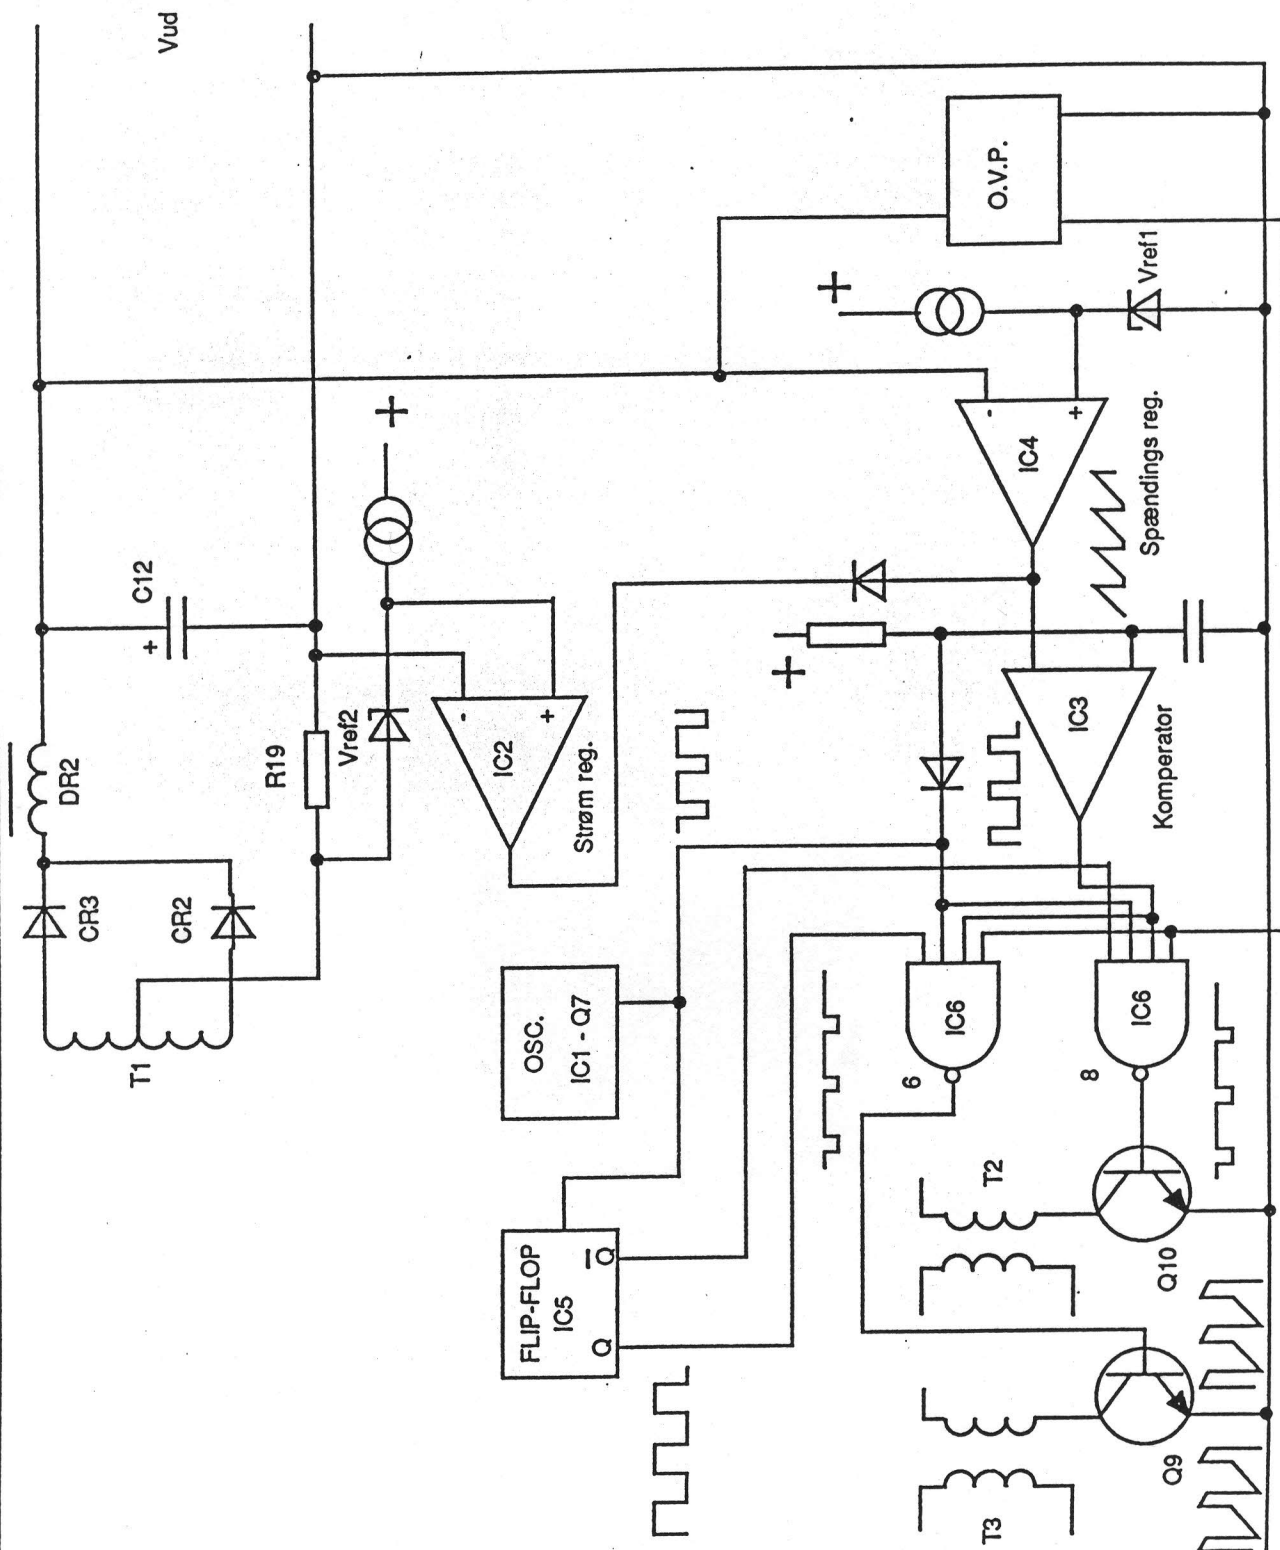 Vud
O.V.P.
+
Vref1
-
+
IC4
Spændings reg.
+
C12
+
+
R19
Vref2
DR2
-
+
IC2
Strøm reg.
IC3
Komperator
CR3
CR2
T1
OSC.
IC1 - Q7
IC6
6
IC6
8
FLIP-FLOP
IC5
Q
Q̅
T2
Q10
T3
Q9